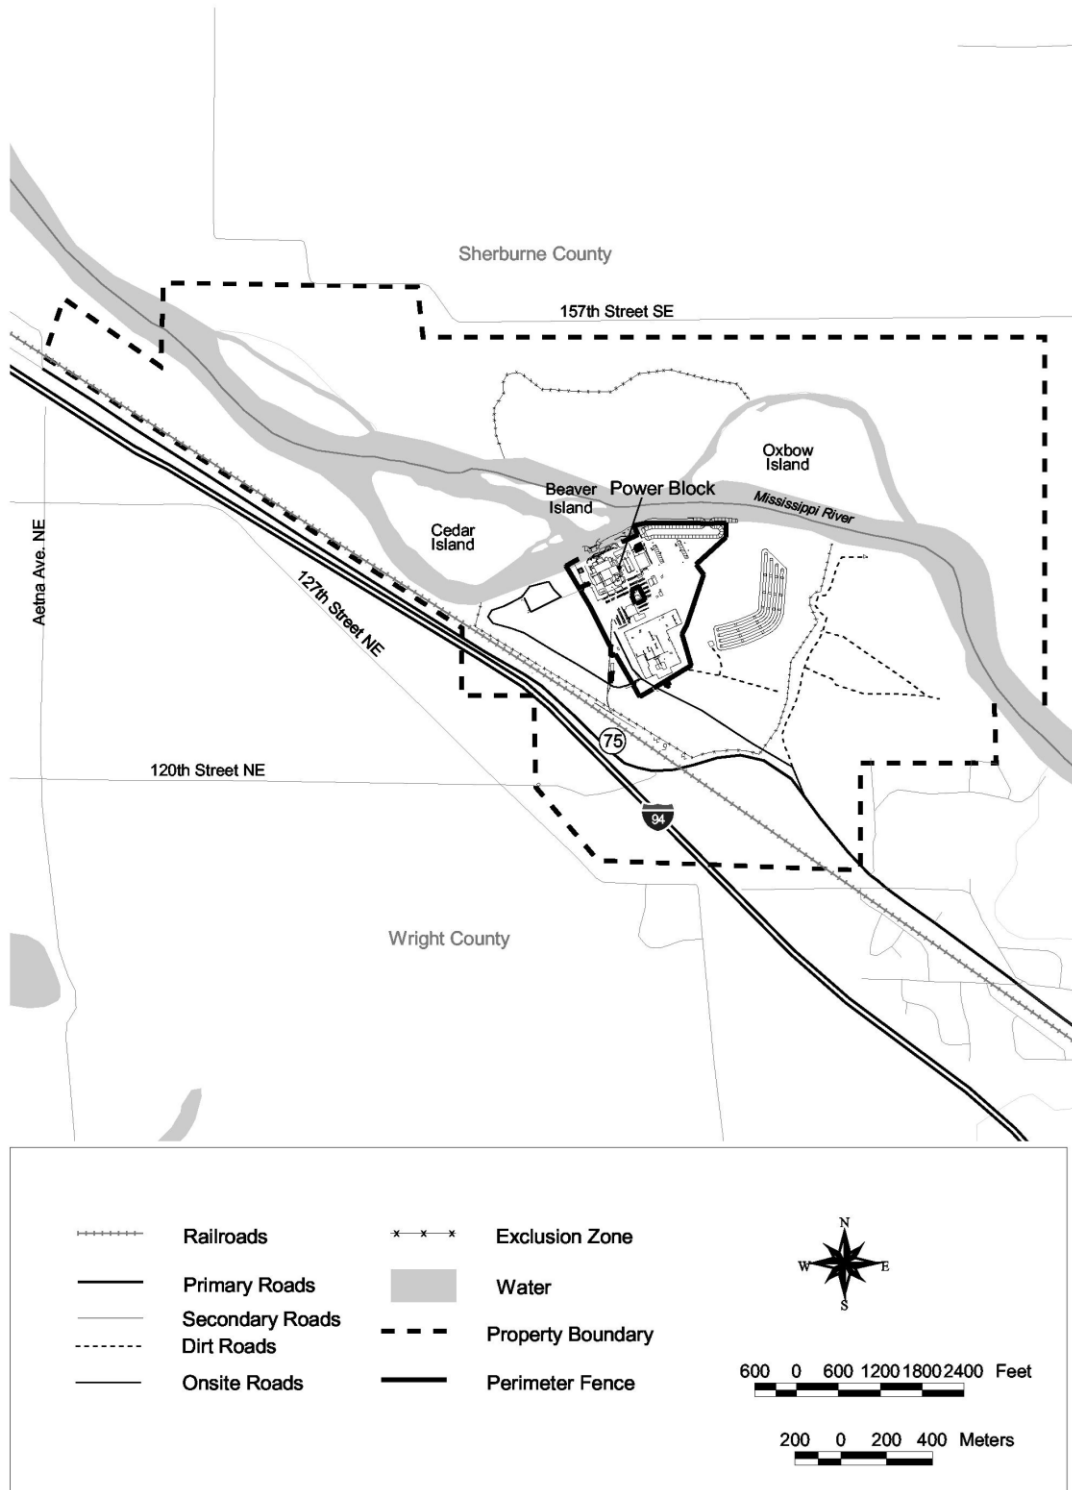 Sherburne County
157th Street SE
Oxbow
Island
Beaver
Island
Power Block
Mississippi River
Cedar
Island
Aetna Ave. NE
127th Street NE
75
120th Street NE
94
Wright County
Railroads
Primary Roads
Secondary Roads
Dirt Roads
Onsite Roads
Exclusion Zone
Water
Property Boundary
Perimeter Fence
N
W E
S
600 0 600 1200 1800 2400 Feet
200 0 200 400 Meters